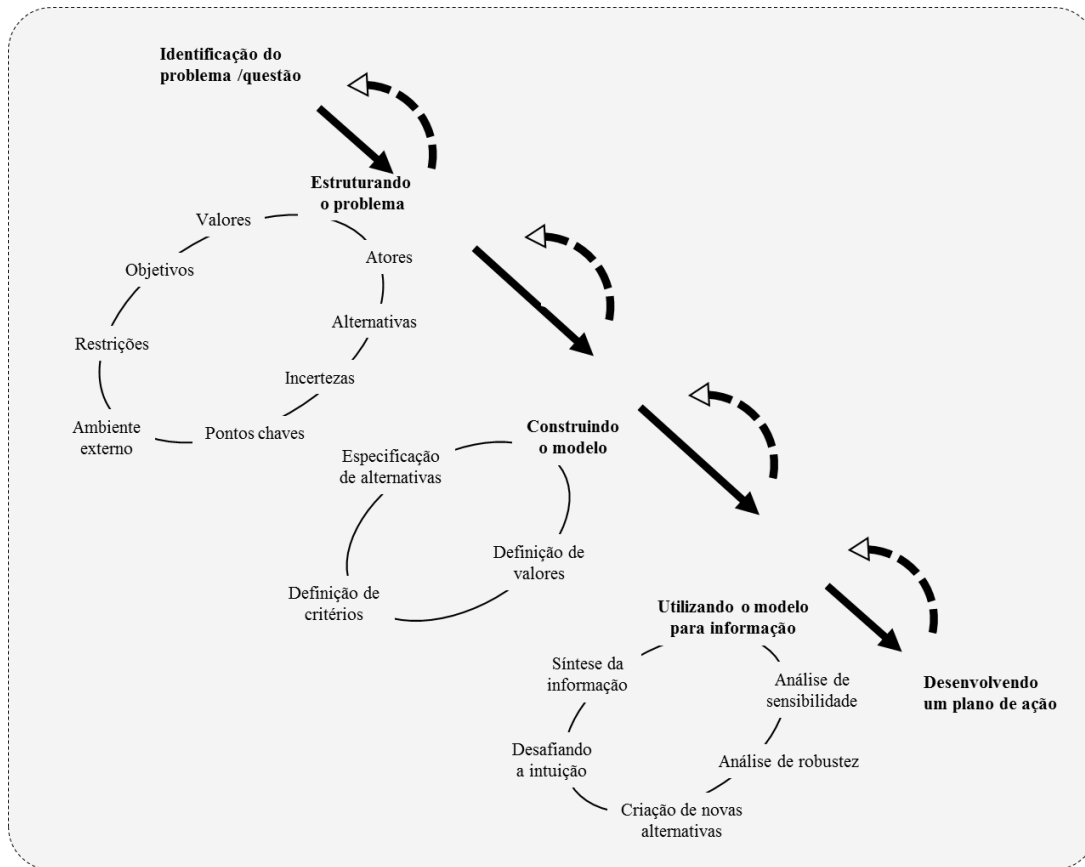 Identificação do
problema /questão
Estruturando
o problema
Valores
Atores
Objetivos
Alternativas
Restrições
Incertezas
Ambiente
externo
Pontos chaves
Construindo
o modelo
Especificação
de alternativas
Definição de
valores
Definição de
critérios
Utilizando o modelo
para informação
Síntese da
informação
Análise de
sensibilidade
Desenvolvendo
um plano de ação
Desafiando
a intuição
Análise de robustez
Criação de novas
alternativas